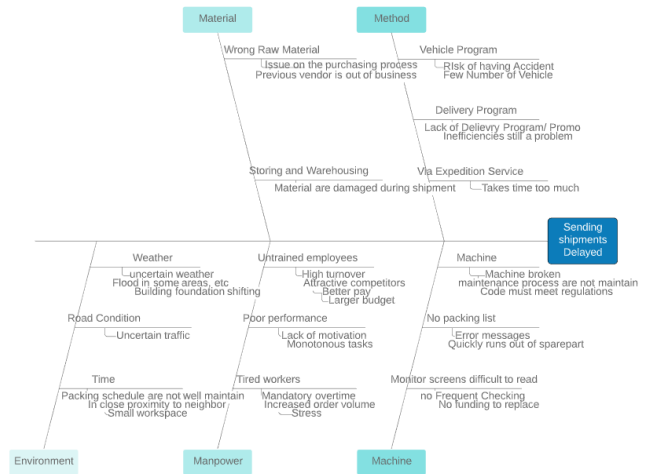 Material
Method
Wrong Raw Material
Issue on the purchasing process
Previous vendor is out of business
Vehicle Program
RIsk of having Accident
Few Number of Vehicle
Delivery Program
Lack of Delievry Program/ Promo
Inefficiencies still a problem
Storing and Warehousing
Material are damaged during shipment
Via Expedition Service
Takes time too much
Sending
shipments
Delayed
Weather
uncertain weather
Flood in some areas, etc
Building foundation shifting
Untrained employees
High turnover
Attractive competitors
Better pay
Larger budget
Machine
Machine broken
maintenance process are not maintain
Code must meet regulations
Road Condition
Uncertain traffic
Poor performance
Lack of motivation
Monotonous tasks
No packing list
Error messages
Quickly runs out of sparepart
Time
Packing schedule are not well maintain
In close proximity to neighbor
Small workspace
Tired workers
Mandatory overtime
Increased order volume
Stress
Monitor screens difficult to read
no Frequent Checking
No funding to replace
Environment
Manpower
Machine